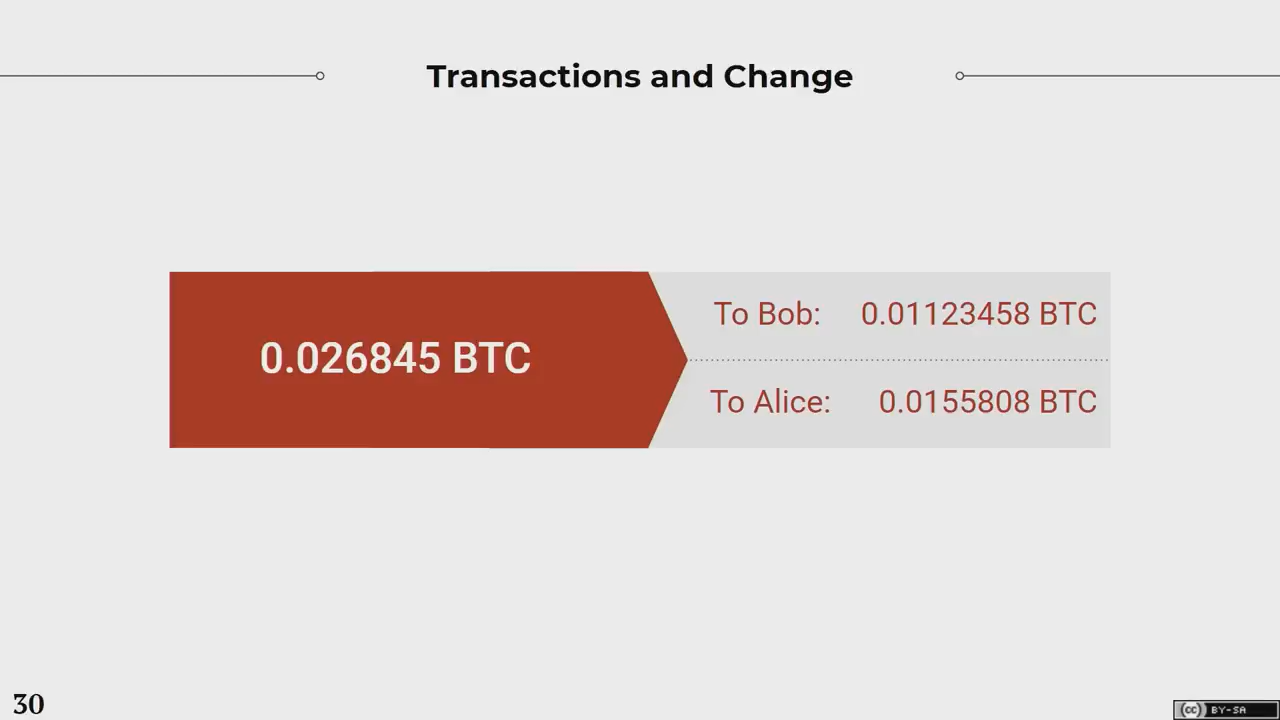 Transactions and Change
0.026845 BTC
To Bob: 0.01123458 BTC
To Alice: 0.0155808 BTC
30
cc BY-SA